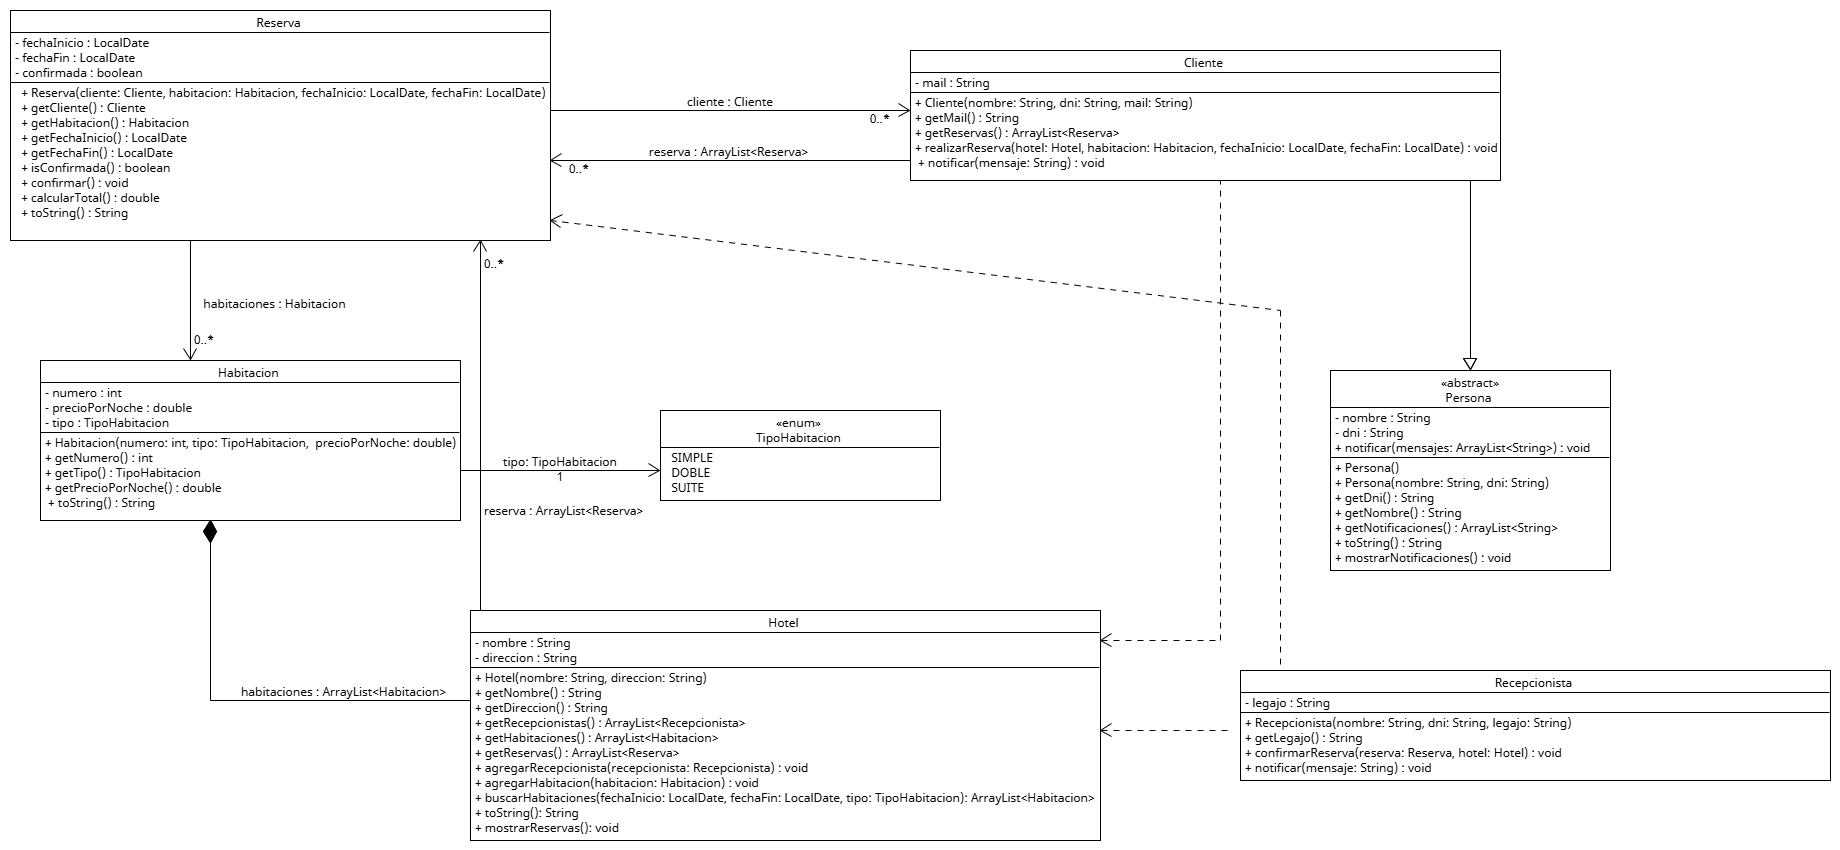 Reserva
- fechaInicio : LocalDate
- fechaFin : LocalDate
- confirmada : boolean
+ Reserva(cliente: Cliente, habitacion: Habitacion, fechaInicio: LocalDate, fechaFin: LocalDate)
+ getCliente() : Cliente
+ getHabitacion() : Habitacion
+ getFechaInicio() : LocalDate
+ getFechaFin() : LocalDate
+ isConfirmada() : boolean
+ confirmar() : void
+ calcularTotal() : double
+ toString() : String
cliente : Cliente
0..*
reserva : ArrayList<Reserva>
0..*
Cliente
- mail : String
+ Cliente(nombre: String, dni: String, mail: String)
+ getMail() : String
+ getReservas() : ArrayList<Reserva>
+ realizarReserva(hotel: Hotel, habitacion: Habitacion, fechaInicio: LocalDate, fechaFin: LocalDate) : void
+ notificar(mensaje: String) : void
0..*
habitaciones : Habitacion
0..*
Habitacion
- numero : int
- precioPorNoche : double
- tipo : TipoHabitacion
+ Habitacion(numero: int, tipo: TipoHabitacion,  precioPorNoche: double)
+ getNumero() : int
+ getTipo() : TipoHabitacion
+ getPrecioPorNoche() : double
+ toString() : String
tipo: TipoHabitacion
1
reserva : ArrayList<Reserva>
«enum»
TipoHabitacion
SIMPLE
DOBLE
SUITE
«abstract»
Persona
- nombre : String
- dni : String
+ notificar(mensajes: ArrayList<String>) : void
+ Persona()
+ Persona(nombre: String, dni: String)
+ getDni() : String
+ getNombre() : String
+ getNotificaciones() : ArrayList<String>
+ toString() : String
+ mostrarNotificaciones() : void
habitaciones : ArrayList<Habitacion>
Hotel
- nombre : String
- direccion : String
+ Hotel(nombre: String, direccion: String)
+ getNombre() : String
+ getDireccion() : String
+ getRecepcionistas() : ArrayList<Recepcionista>
+ getHabitaciones() : ArrayList<Habitacion>
+ getReservas() : ArrayList<Reserva>
+ agregarRecepcionista(recepcionista: Recepcionista) : void
+ agregarHabitacion(habitacion: Habitacion) : void
+ buscarHabitaciones(fechaInicio: LocalDate, fechaFin: LocalDate, tipo: TipoHabitacion): ArrayList<Habitacion>
+ toString(): String
+ mostrarReservas(): void
Recepcionista
- legajo : String
+ Recepcionista(nombre: String, dni: String, legajo: String)
+ getLegajo() : String
+ confirmarReserva(reserva: Reserva, hotel: Hotel) : void
+ notificar(mensaje: String) : void